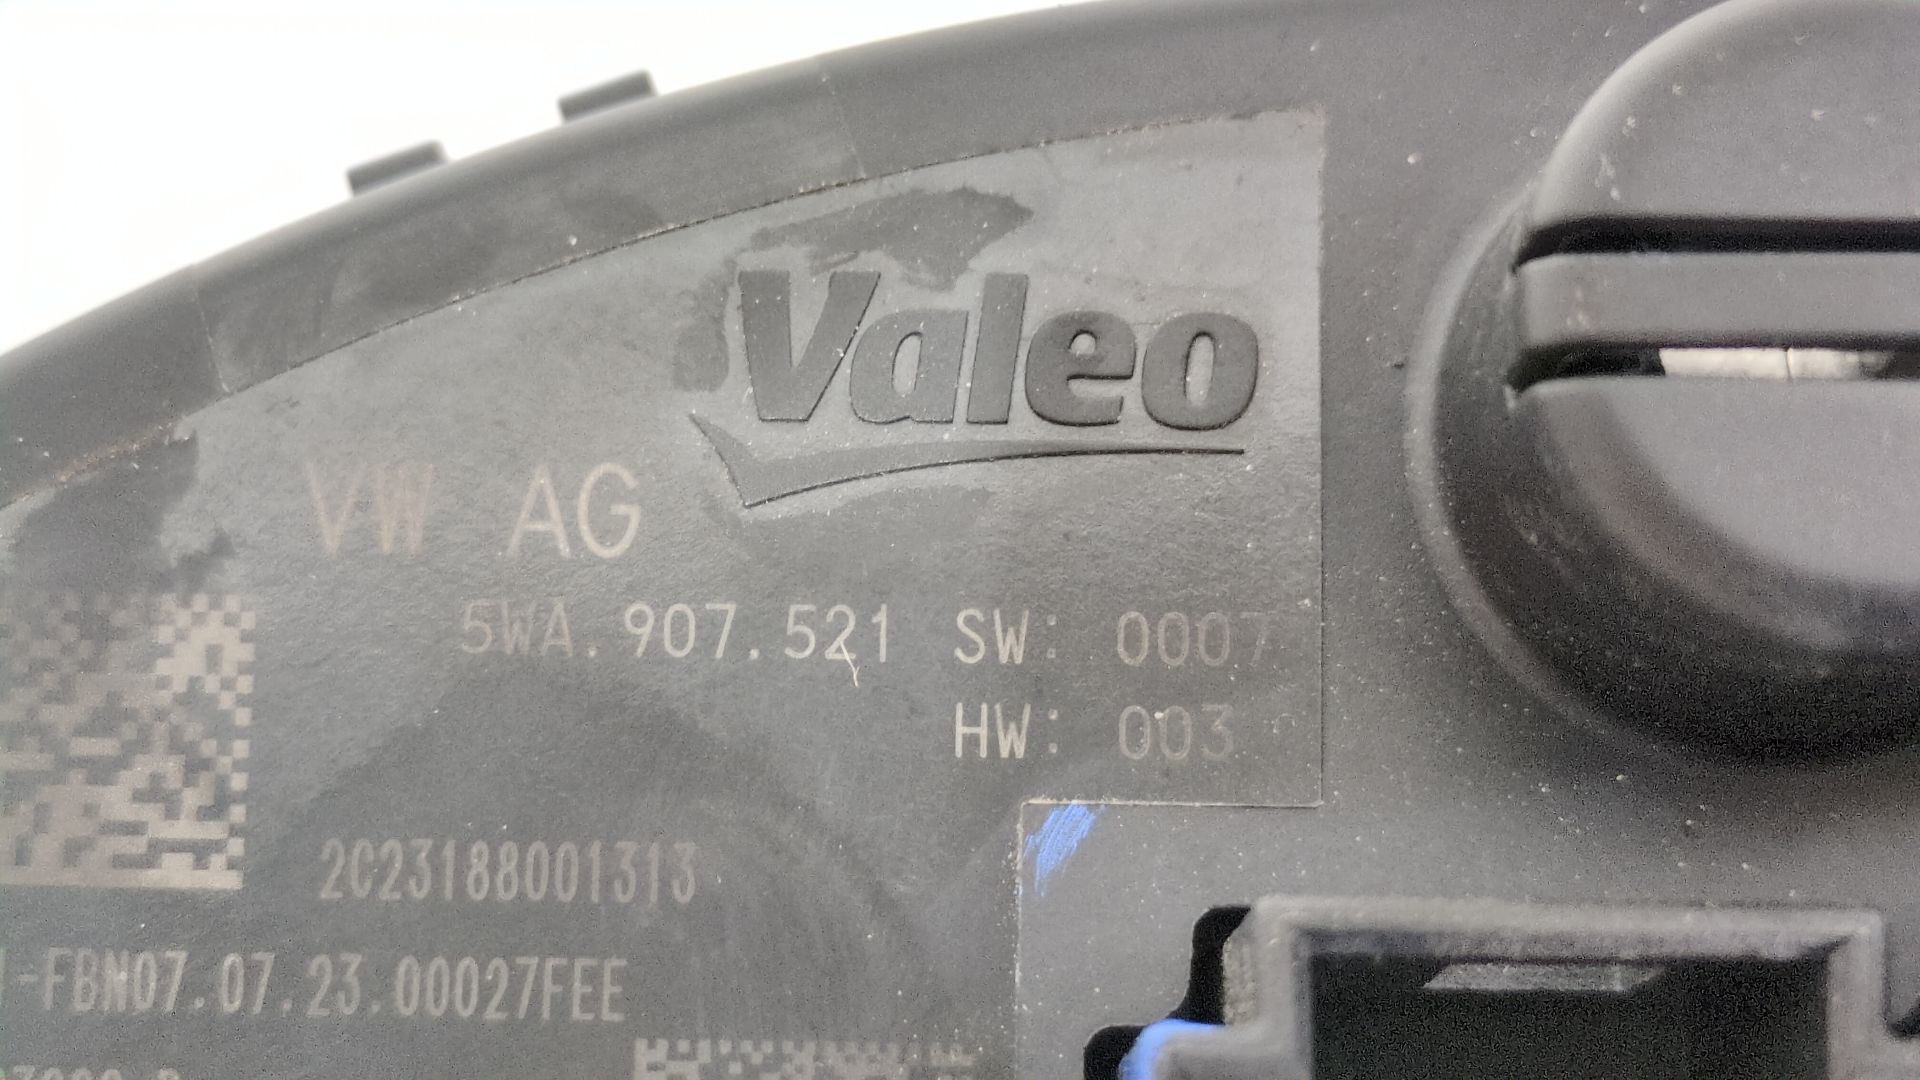 Valeo
VW AG
5WA.907.521 SW: 0007
HW: 003
2C23188001313
-FBN07.07.23.00027FEE